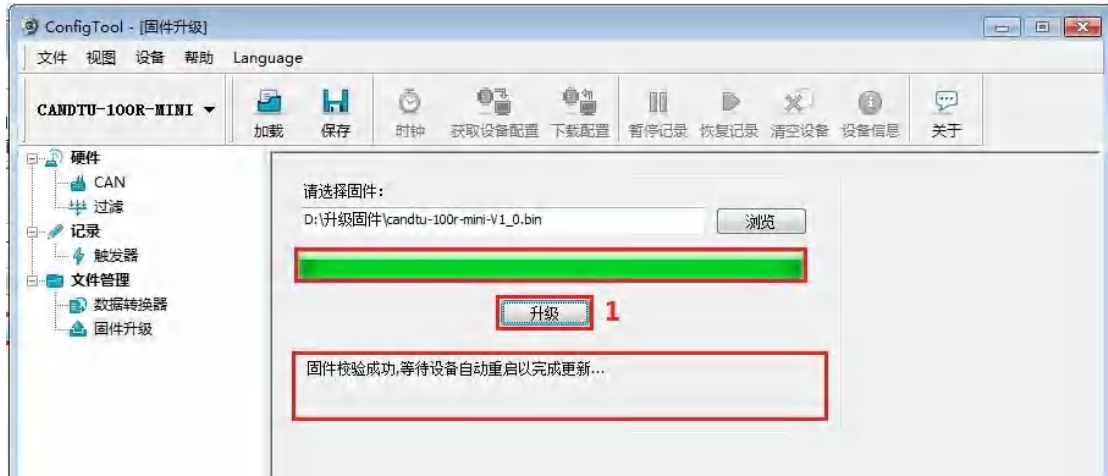 ConfigTool - [固件升级]
文件 视图 设备 帮助 Language
CANDTU-100R-MINI
加载 保存 时钟 获取设备配置 下载配置 暂停记录 恢复记录 清空设备 设备信息 关于
硬件
CAN
过滤
记录
触发器
文件管理
数据转换器
固件升级
请选择固件:
D:\升级固件\candtu-100r-mini-V1_0.bin 浏览
升级 1
固件校验成功,等待设备自动重启以完成更新...